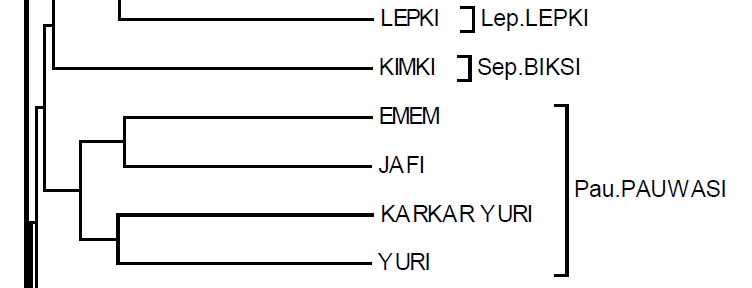 LEPKI Lep.LEPKI
KIMKI Sep.BIKSI
EMEM
JAFI
Pau.PAUWASI
KARKAR YURI
YURI